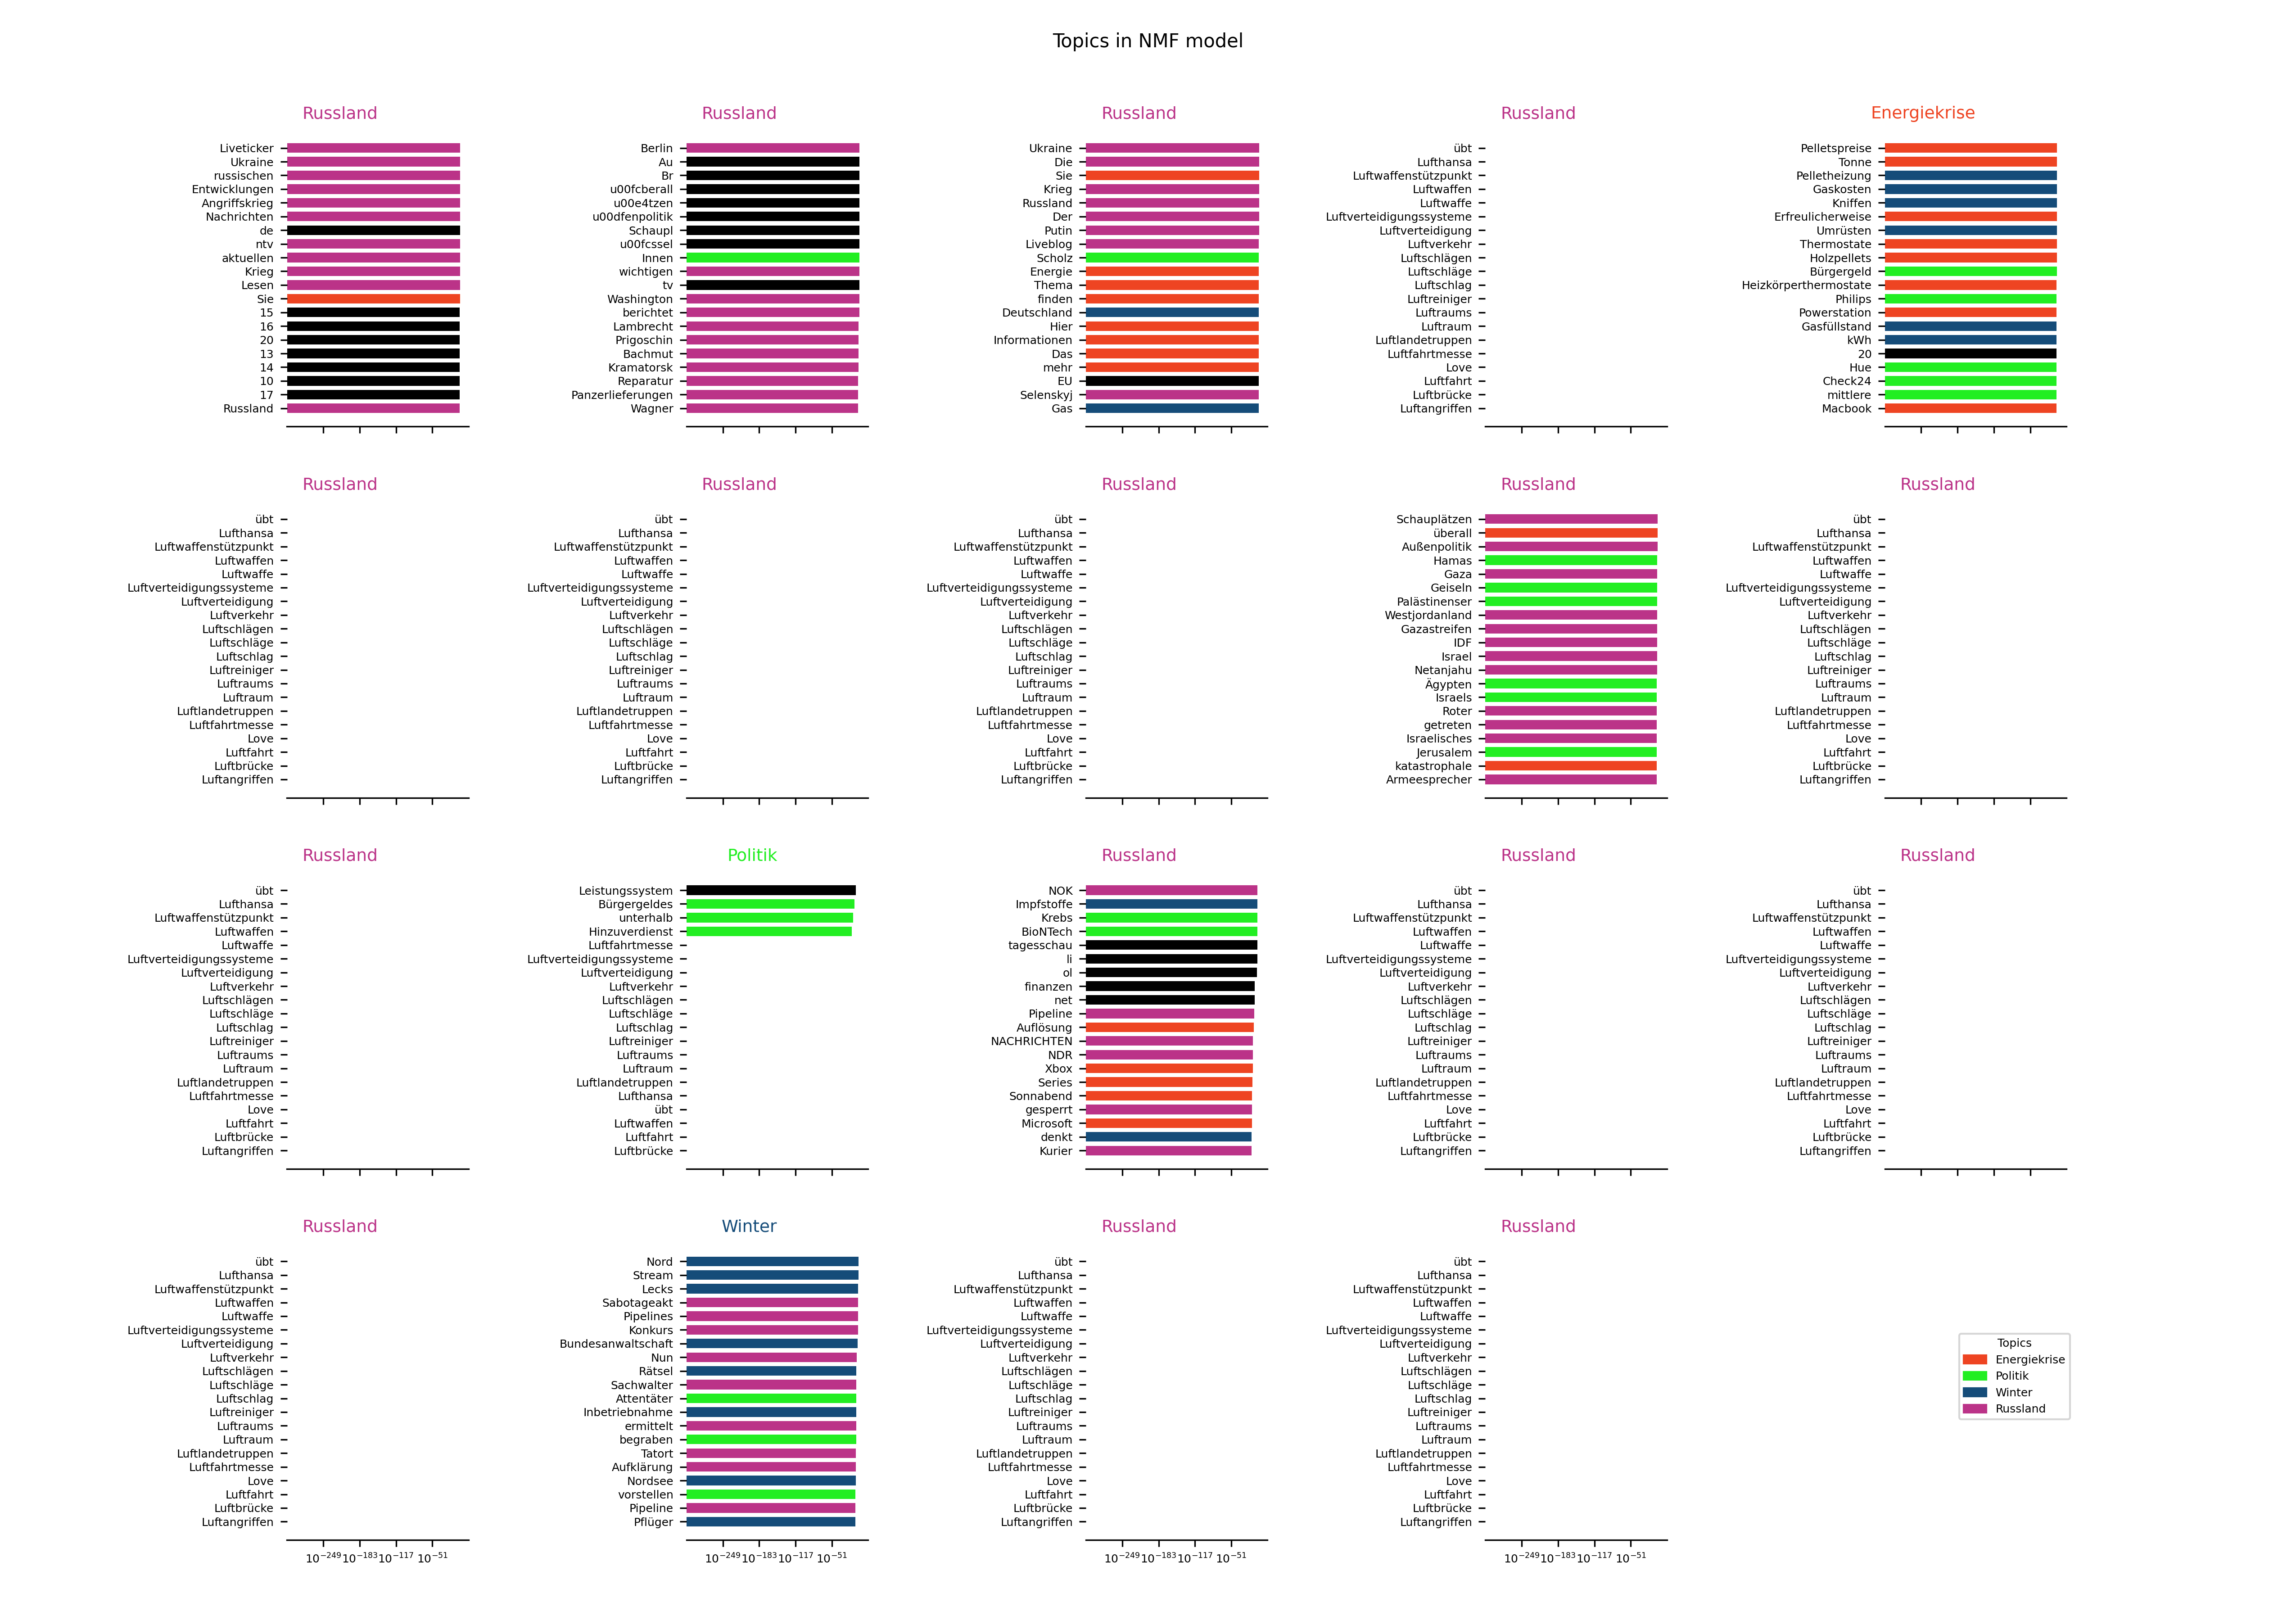 Topics in NMF model
Russland
Liveticker
Ukraine
russischen
Entwicklungen
Angriffskrieg
Nachrichten
de
ntv
aktuellen
Krieg
Lesen
Sie
15
16
20
13
14
10
17
Russland
Russland
Berlin
Au
Br
u00fcberall
u00e4tzen
u00dfenpolitik
Schaupl
u00fcssel
Innen
wichtigen
tv
Washington
berichtet
Lambrecht
Prigoschin
Bachmut
Kramatorsk
Reparatur
Panzerlieferungen
Wagner
Russland
Ukraine
Die
Sie
Krieg
Russland
Der
Putin
Liveblog
Scholz
Energie
Thema
finden
Deutschland
Hier
Informationen
Das
mehr
EU
Selenskyj
Gas
Russland
übt
Lufthansa
Luftwaffenstützpunkt
Luftwaffen
Luftwaffe
Luftverteidigungssysteme
Luftverteidigung
Luftverkehr
Luftschlägen
Luftschläge
Luftschlag
Luftreiniger
Luftraums
Luftraum
Luftlandetruppen
Luftfahrtmesse
Love
Luftfahrt
Luftbrücke
Luftangriffen
Energiekrise
Pelletspreise
Tonne
Pelletheizung
Gaskosten
Kniffen
Erfreulicherweise
Umrüsten
Thermostate
Holzpellets
Bürgergeld
Heizkörperthermostate
Philips
Powerstation
Gasfüllstand
kWh
20
Hue
Check24
mittlere
Macbook
Russland
übt
Lufthansa
Luftwaffenstützpunkt
Luftwaffen
Luftwaffe
Luftverteidigungssysteme
Luftverteidigung
Luftverkehr
Luftschlägen
Luftschläge
Luftschlag
Luftreiniger
Luftraums
Luftraum
Luftlandetruppen
Luftfahrtmesse
Love
Luftfahrt
Luftbrücke
Luftangriffen
Russland
übt
Lufthansa
Luftwaffenstützpunkt
Luftwaffen
Luftwaffe
Luftverteidigungssysteme
Luftverteidigung
Luftverkehr
Luftschlägen
Luftschläge
Luftschlag
Luftreiniger
Luftraums
Luftraum
Luftlandetruppen
Luftfahrtmesse
Love
Luftfahrt
Luftbrücke
Luftangriffen
Russland
übt
Lufthansa
Luftwaffenstützpunkt
Luftwaffen
Luftwaffe
Luftverteidigungssysteme
Luftverteidigung
Luftverkehr
Luftschlägen
Luftschläge
Luftschlag
Luftreiniger
Luftraums
Luftraum
Luftlandetruppen
Luftfahrtmesse
Love
Luftfahrt
Luftbrücke
Luftangriffen
Russland
Schauplätzen
überall
Außenpolitik
Hamas
Gaza
Geiseln
Palästinenser
Westjordanland
Gazastreifen
IDF
Israel
Netanjahu
Ägypten
Israels
Roter
getreten
Israelisches
Jerusalem
katastrophale
Armeesprecher
Russland
übt
Lufthansa
Luftwaffenstützpunkt
Luftwaffen
Luftwaffe
Luftverteidigungssysteme
Luftverteidigung
Luftverkehr
Luftschlägen
Luftschläge
Luftschlag
Luftreiniger
Luftraums
Luftraum
Luftlandetruppen
Luftfahrtmesse
Love
Luftfahrt
Luftbrücke
Luftangriffen
Russland
übt
Lufthansa
Luftwaffenstützpunkt
Luftwaffen
Luftwaffe
Luftverteidigungssysteme
Luftverteidigung
Luftverkehr
Luftschlägen
Luftschläge
Luftschlag
Luftreiniger
Luftraums
Luftraum
Luftlandetruppen
Luftfahrtmesse
Love
Luftfahrt
Luftbrücke
Luftangriffen
Politik
Leistungssystem
Bürgergeldes
unterhalb
Hinzuverdienst
Luftfahrtmesse
Luftverteidigungssysteme
Luftverteidigung
Luftverkehr
Luftschlägen
Luftschläge
Luftschlag
Luftreiniger
Luftraums
Luftraum
Luftlandetruppen
Lufthansa
übt
Luftwaffen
Luftfahrt
Luftbrücke
Russland
NOK
Impfstoffe
Krebs
BioNTech
tagesschau
li
ol
finanzen
net
Pipeline
Auflösung
NACHRICHTEN
NDR
Xbox
Series
Sonnabend
gesperrt
Microsoft
denkt
Kurier
Russland
übt
Lufthansa
Luftwaffenstützpunkt
Luftwaffen
Luftwaffe
Luftverteidigungssysteme
Luftverteidigung
Luftverkehr
Luftschlägen
Luftschläge
Luftschlag
Luftreiniger
Luftraums
Luftraum
Luftlandetruppen
Luftfahrtmesse
Love
Luftfahrt
Luftbrücke
Luftangriffen
Russland
übt
Lufthansa
Luftwaffenstützpunkt
Luftwaffen
Luftwaffe
Luftverteidigungssysteme
Luftverteidigung
Luftverkehr
Luftschlägen
Luftschläge
Luftschlag
Luftreiniger
Luftraums
Luftraum
Luftlandetruppen
Luftfahrtmesse
Love
Luftfahrt
Luftbrücke
Luftangriffen
Russland
übt
Lufthansa
Luftwaffenstützpunkt
Luftwaffen
Luftwaffe
Luftverteidigungssysteme
Luftverteidigung
Luftverkehr
Luftschlägen
Luftschläge
Luftschlag
Luftreiniger
Luftraums
Luftraum
Luftlandetruppen
Luftfahrtmesse
Love
Luftfahrt
Luftbrücke
Luftangriffen
10⁻²⁴⁹ 10⁻¹⁸³ 10⁻¹¹⁷ 10⁻⁵¹
Winter
Nord
Stream
Lecks
Sabotageakt
Pipelines
Konkurs
Bundesanwaltschaft
Nun
Rätsel
Sachwalter
Attentäter
Inbetriebnahme
ermittelt
begraben
Tatort
Aufklärung
Nordsee
vorstellen
Pipeline
Pflüger
10⁻²⁴⁹ 10⁻¹⁸³ 10⁻¹¹⁷ 10⁻⁵¹
Russland
übt
Lufthansa
Luftwaffenstützpunkt
Luftwaffen
Luftwaffe
Luftverteidigungssysteme
Luftverteidigung
Luftverkehr
Luftschlägen
Luftschläge
Luftschlag
Luftreiniger
Luftraums
Luftraum
Luftlandetruppen
Luftfahrtmesse
Love
Luftfahrt
Luftbrücke
Luftangriffen
10⁻²⁴⁹ 10⁻¹⁸³ 10⁻¹¹⁷ 10⁻⁵¹
Russland
übt
Lufthansa
Luftwaffenstützpunkt
Luftwaffen
Luftwaffe
Luftverteidigungssysteme
Luftverteidigung
Luftverkehr
Luftschlägen
Luftschläge
Luftschlag
Luftreiniger
Luftraums
Luftraum
Luftlandetruppen
Luftfahrtmesse
Love
Luftfahrt
Luftbrücke
Luftangriffen
10⁻²⁴⁹ 10⁻¹⁸³ 10⁻¹¹⁷ 10⁻⁵¹
Topics
Energiekrise
Politik
Winter
Russland